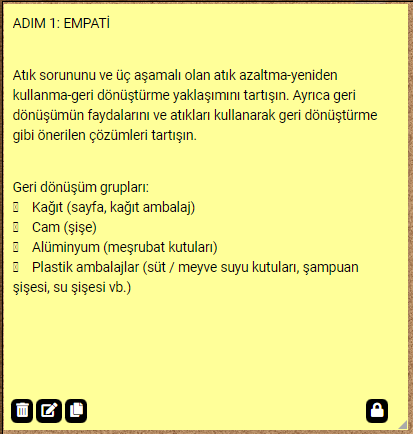 ADIM 1: EMPATİ
Atık sorununu ve üç aşamalı olan atık azaltma-yeniden
kullanma-geri dönüştürme yaklaşımını tartışın. Ayrıca geri
dönüşümün faydalarını ve atıkları kullanarak geri dönüştürme
gibi önerilen çözümleri tartışın.
Geri dönüşüm grupları:
▯ Kağıt (sayfa, kağıt ambalaj)
▯ Cam (şişe)
▯ Alüminyum (meşrubat kutuları)
▯ Plastik ambalajlar (süt / meyve suyu kutuları, şampuan
şişesi, su şişesi vb.)